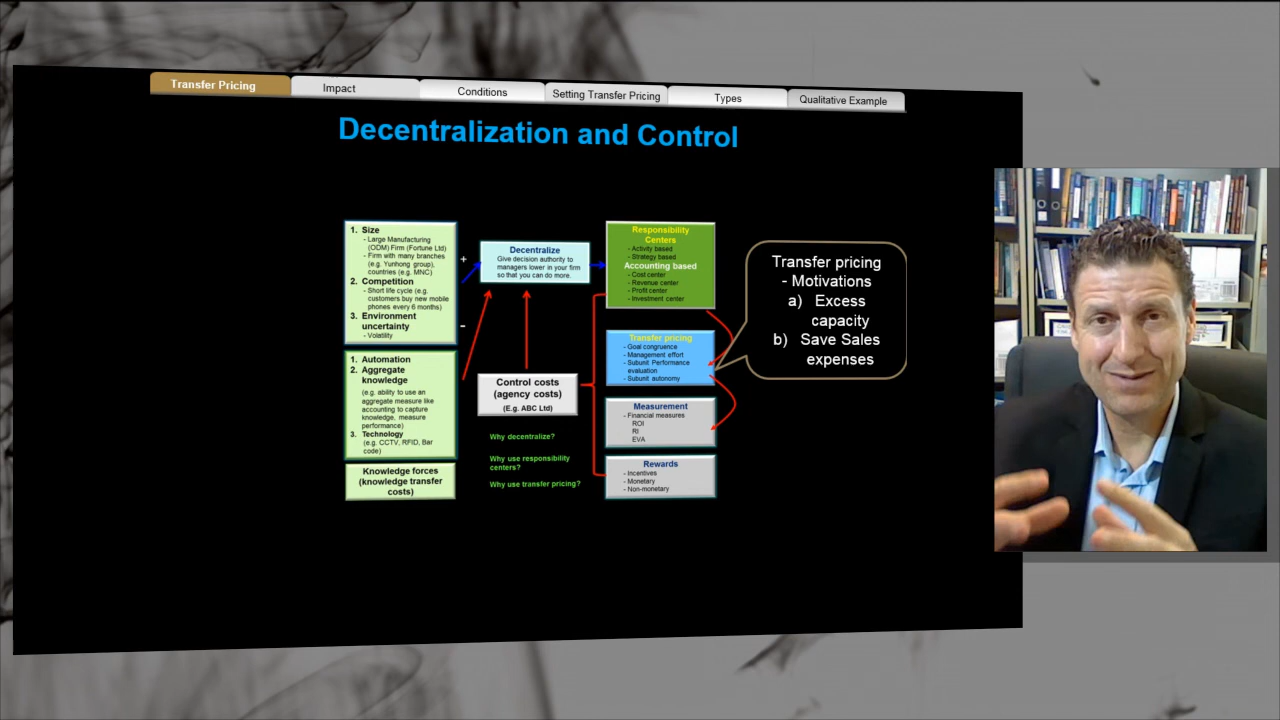 Transfer Pricing
Impact
Conditions
Setting Transfer Pricing
Types
Qualitative Example
Decentralization and Control
1. Size
- Large Manufacturing
(ODM) Firm (Fortune Ltd)
- Firm with many branches
(e.g. Yunhong group),
countries (e.g. MNC)
2. Competition
- Short life cycle (e.g.
customers buy new mobile
phones every 6 months)
3. Environment
uncertainty
- Volatility
+
-
1. Automation
2. Aggregate
knowledge
(e.g. ability to use an
aggregate measure like
accounting to capture
knowledge, measure
performance)
3. Technology
(e.g. CCTV, RFID, Bar
code)
Knowledge forces
(knowledge transfer
costs)
Decentralize
Give decision authority to
managers lower in your firm
so that you can do more.
Control costs
(agency costs)
(E.g. ABC Ltd)
Why decentralize?
Why use responsibility
centers?
Why use transfer pricing?
Responsibility
Centers
- Activity based
- Strategy based
Accounting based
- Cost center
- Revenue center
- Profit center
- Investment center
Transfer pricing
- Goal congruence
- Management effort
- Subunit Performance
evaluation
- Subunit autonomy
Measurement
- Financial measures
ROI
RI
EVA
Rewards
- Incentives
- Monetary
- Non-monetary
Transfer pricing
- Motivations
a) Excess
capacity
b) Save Sales
expenses